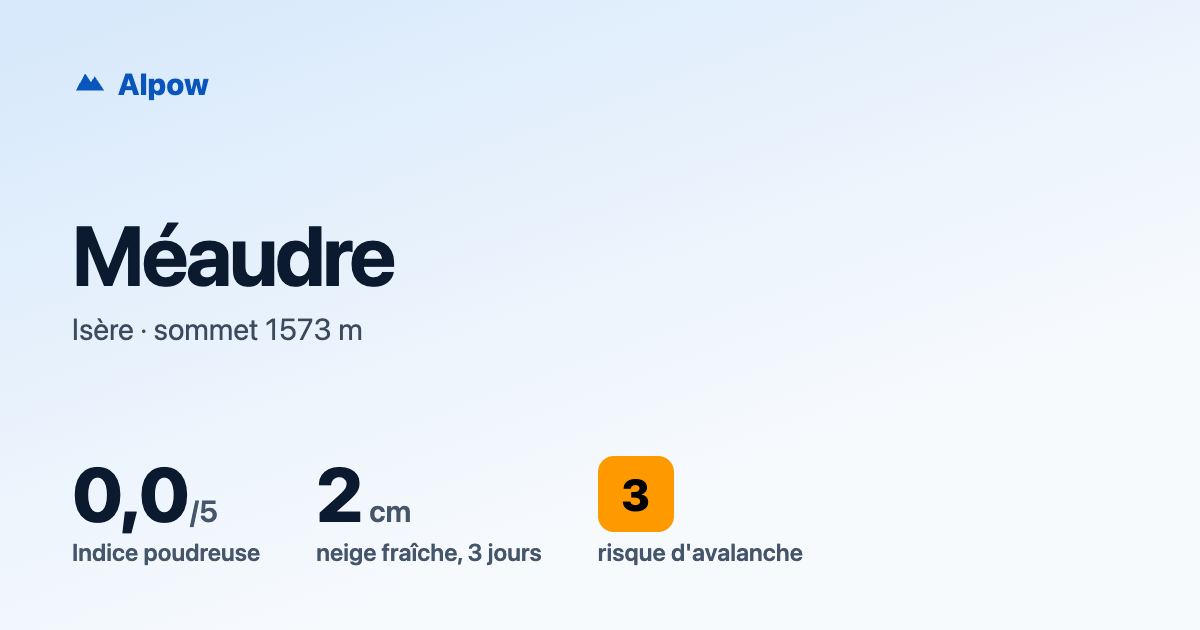 Alpow
Méaudre
Isère · sommet 1573 m
0,0/5
Indice poudreuse
2 cm
neige fraîche, 3 jours
3
risque d'avalanche